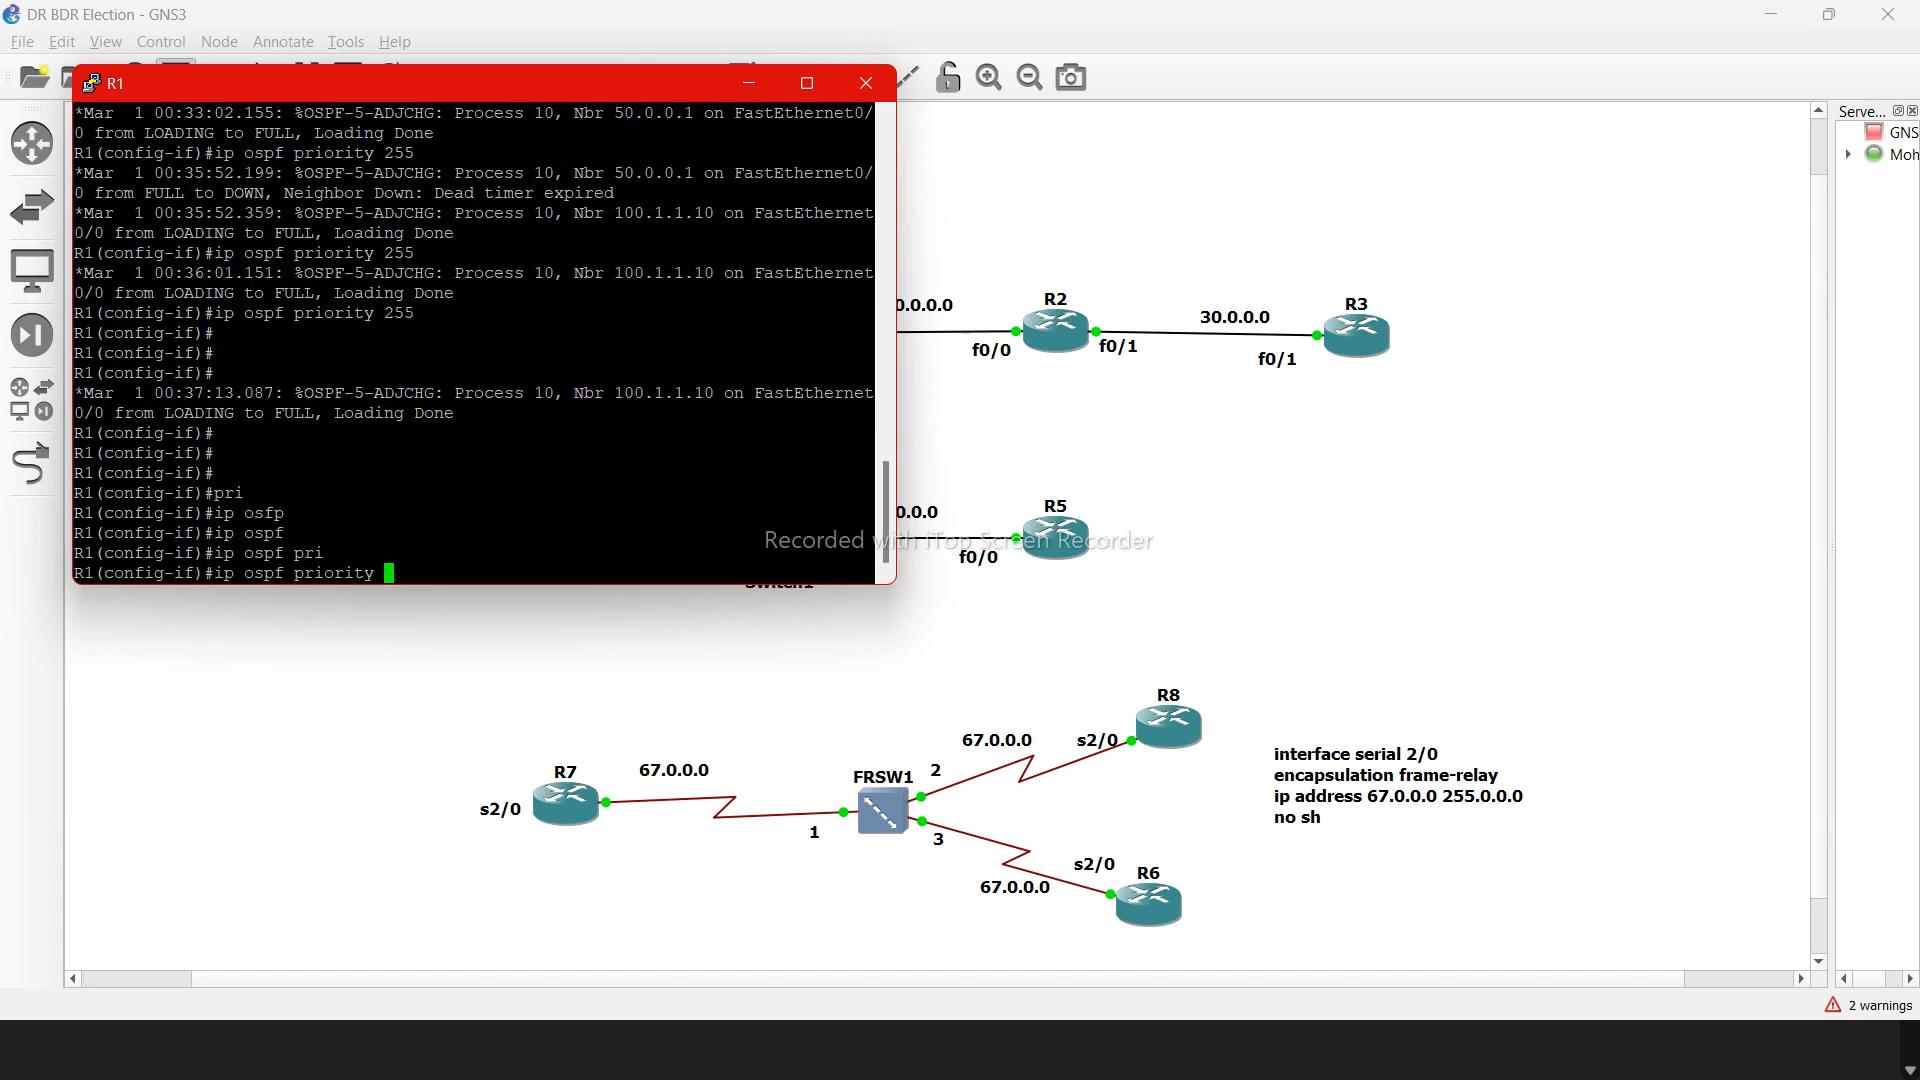 DR BDR Election - GNS3
File Edit View Control Node Annotate Tools Help
R1
*Mar  1 00:33:02.155: %OSPF-5-ADJCHG: Process 10, Nbr 50.0.0.1 on FastEthernet0/
0 from LOADING to FULL, Loading Done
R1(config-if)#ip ospf priority 255
*Mar  1 00:35:52.199: %OSPF-5-ADJCHG: Process 10, Nbr 50.0.0.1 on FastEthernet0/
0 from FULL to DOWN, Neighbor Down: Dead timer expired
*Mar  1 00:35:52.359: %OSPF-5-ADJCHG: Process 10, Nbr 100.1.1.10 on FastEthernet
0/0 from LOADING to FULL, Loading Done
R1(config-if)#ip ospf priority 255
*Mar  1 00:36:01.151: %OSPF-5-ADJCHG: Process 10, Nbr 100.1.1.10 on FastEthernet
0/0 from LOADING to FULL, Loading Done
R1(config-if)#ip ospf priority 255
R1(config-if)#
R1(config-if)#
R1(config-if)#
*Mar  1 00:37:13.087: %OSPF-5-ADJCHG: Process 10, Nbr 100.1.1.10 on FastEthernet
0/0 from LOADING to FULL, Loading Done
R1(config-if)#
R1(config-if)#
R1(config-if)#
R1(config-if)#pri
R1(config-if)#ip osfp
R1(config-if)#ip ospf
R1(config-if)#ip ospf pri
R1(config-if)#ip ospf priority
Serve...
GNS
Moh
0.0.0.0
R2
f0/0
f0/1
30.0.0.0
R3
f0/1
0.0.0
R5
f0/0
Recorded with iTop Screen Recorder
Switch1
R8
67.0.0.0
s2/0
R7
67.0.0.0
s2/0
FRSW1
2
1
3
s2/0
R6
67.0.0.0
interface serial 2/0
encapsulation frame-relay
ip address 67.0.0.0 255.0.0.0
no sh
2 warnings